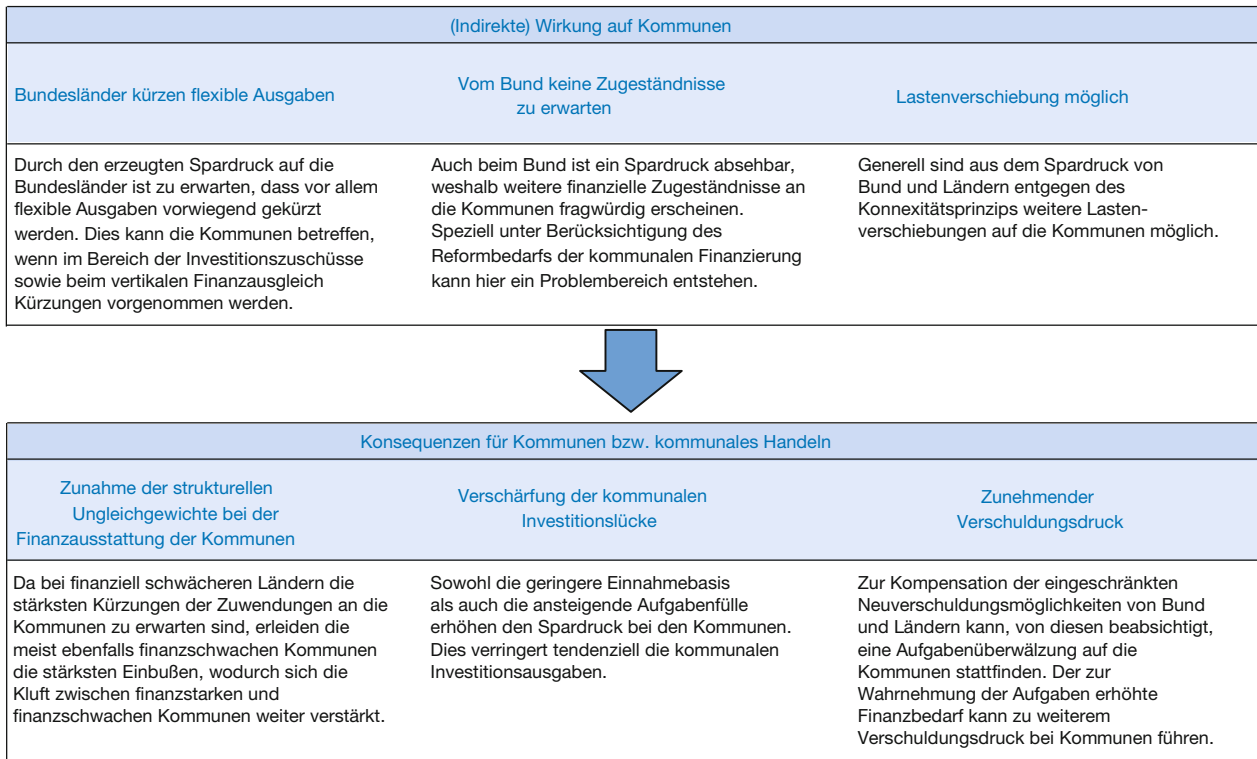 (Indirekte) Wirkung auf Kommunen
Bundesländer kürzen flexible Ausgaben
Vom Bund keine Zugeständnisse
zu erwarten
Lastenverschiebung möglich
Durch den erzeugten Spardruck auf die
Bundesländer ist zu erwarten, dass vor allem
flexible Ausgaben vorwiegend gekürzt
werden. Dies kann die Kommunen betreffen,
wenn im Bereich der Investitionszuschüsse
sowie beim vertikalen Finanzausgleich
Kürzungen vorgenommen werden.
Auch beim Bund ist ein Spardruck absehbar,
weshalb weitere finanzielle Zugeständnisse an
die Kommunen fragwürdig erscheinen.
Speziell unter Berücksichtigung des
Reformbedarfs der kommunalen Finanzierung
kann hier ein Problembereich entstehen.
Generell sind aus dem Spardruck von
Bund und Ländern entgegen des
Konnexitätsprinzips weitere Lasten-
verschiebungen auf die Kommunen möglich.
Konsequenzen für Kommunen bzw. kommunales Handeln
Zunahme der strukturellen
Ungleichgewichte bei der
Finanzausstattung der Kommunen
Verschärfung der kommunalen
Investitionslücke
Zunehmender
Verschuldungsdruck
Da bei finanziell schwächeren Ländern die
stärksten Kürzungen der Zuwendungen an die
Kommunen zu erwarten sind, erleiden die
meist ebenfalls finanzschwachen Kommunen
die stärksten Einbußen, wodurch sich die
Kluft zwischen finanzstarken und
finanzschwachen Kommunen weiter verstärkt.
Sowohl die geringere Einnahmebasis
als auch die ansteigende Aufgabenfülle
erhöhen den Spardruck bei den Kommunen.
Dies verringert tendenziell die kommunalen
Investitionsausgaben.
Zur Kompensation der eingeschränkten
Neuverschuldungsmöglichkeiten von Bund
und Ländern kann, von diesen beabsichtigt,
eine Aufgabenüberwälzung auf die
Kommunen stattfinden. Der zur
Wahrnehmung der Aufgaben erhöhte
Finanzbedarf kann zu weiterem
Verschuldungsdruck bei Kommunen führen.